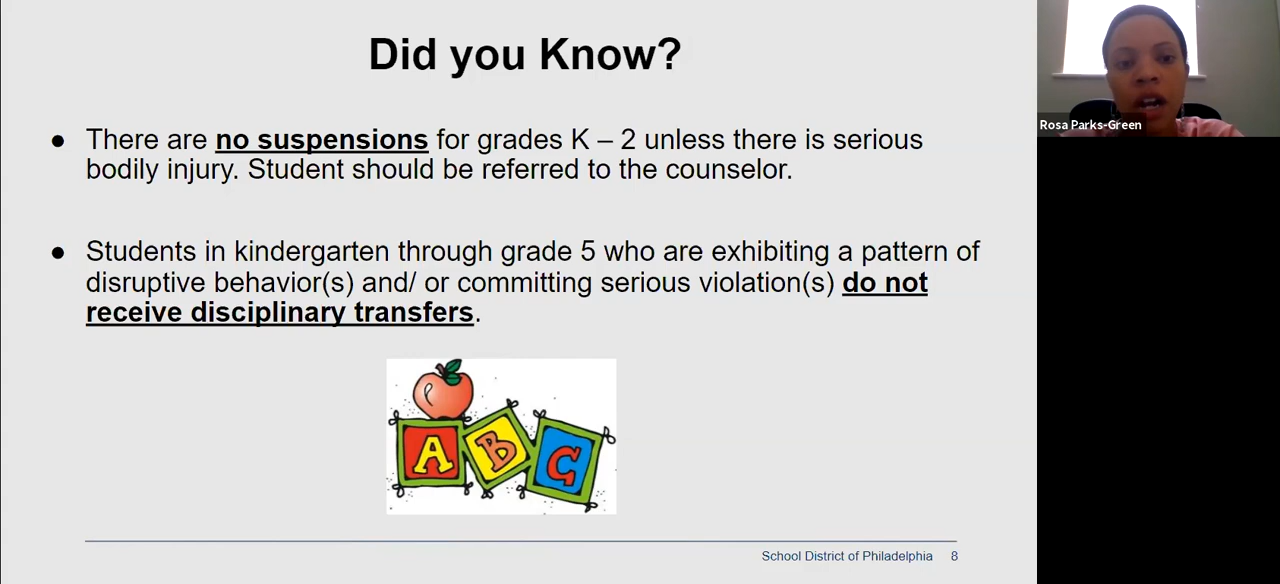 Did you Know?
● There are no suspensions for grades K – 2 unless there is serious
bodily injury. Student should be referred to the counselor.
● Students in kindergarten through grade 5 who are exhibiting a pattern of
disruptive behavior(s) and/ or committing serious violation(s) do not
receive disciplinary transfers.
A B C
School District of Philadelphia 8
Rosa Parks-Green